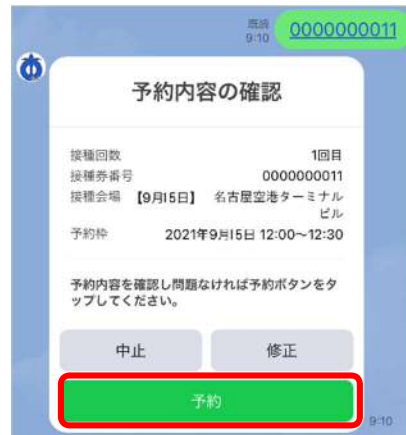 既読
9:10
0000000011
予約内容の確認
接種回数 1回目
接種券番号 0000000011
接種会場 【9月15日】 名古屋空港ターミナル
ビル
予約枠 2021年9月15日 12:00~12:30
予約内容を確認し問題なければ予約ボタンをタ
ップしてください。
中止 修正
予約
9:10